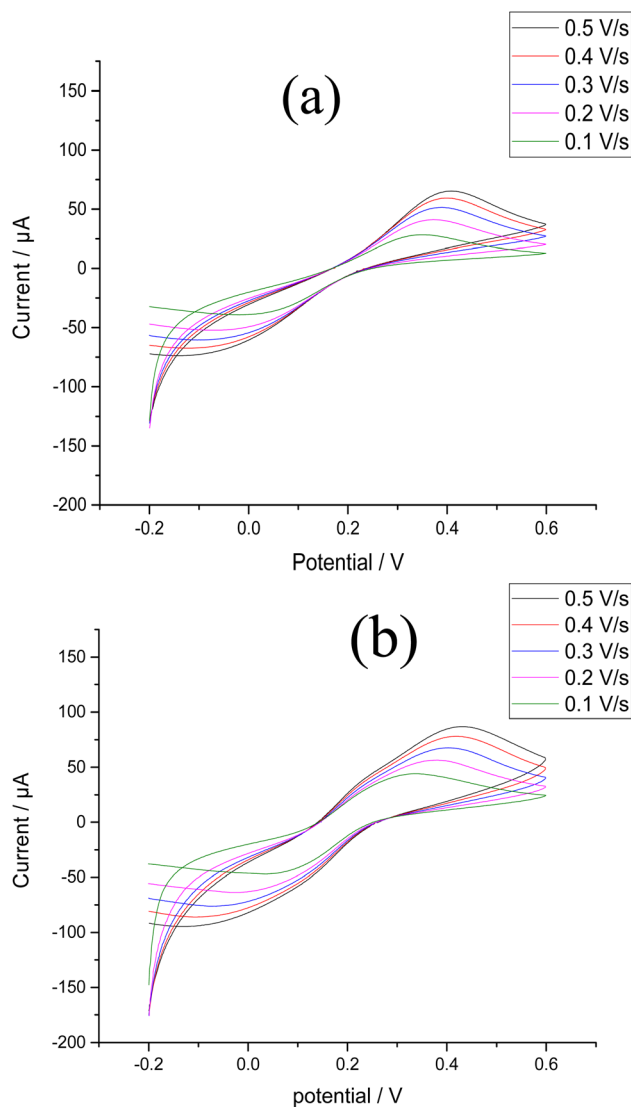 0.5 V/s
0.4 V/s
0.3 V/s
0.2 V/s
0.1 V/s
(a)
Current / µA
150
100
50
0
-50
-100
-150
-200
-0.2 0.0 0.2 0.4 0.6
Potential / V
0.5 V/s
0.4 V/s
0.3 V/s
0.2 V/s
0.1 V/s
(b)
Current / µA
150
100
50
0
-50
-100
-150
-200
-0.2 0.0 0.2 0.4 0.6
potential / V